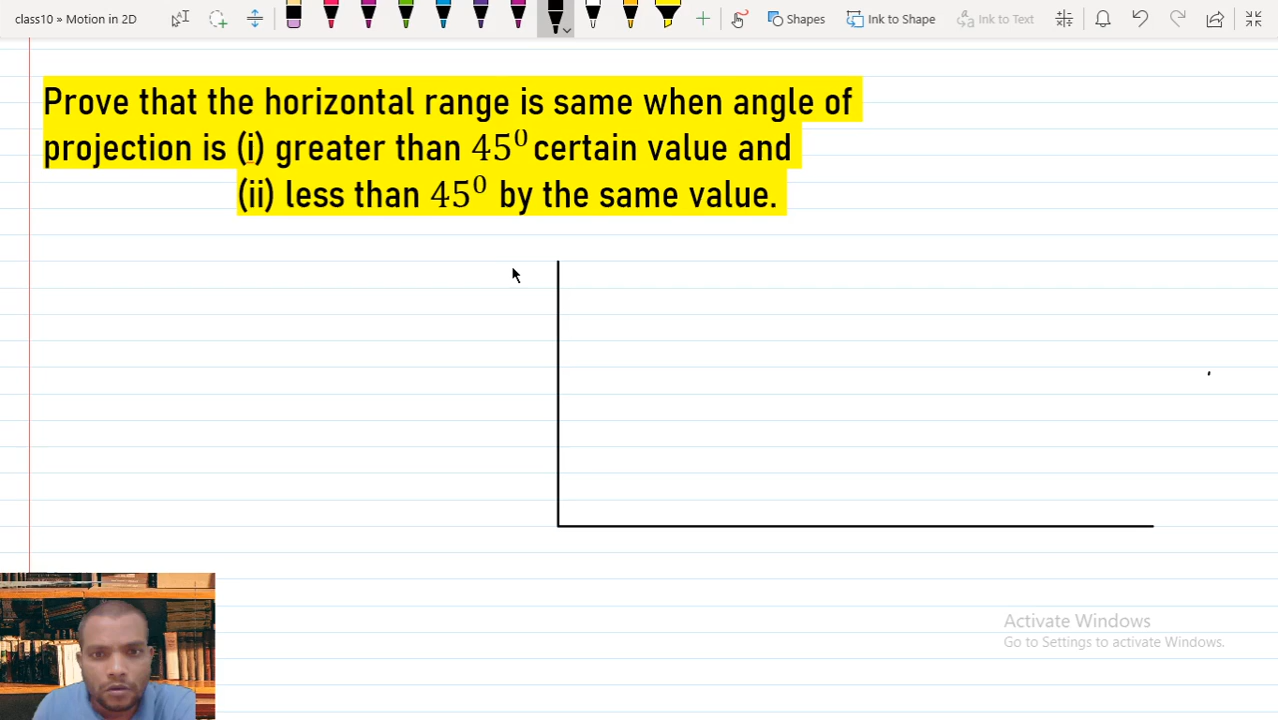 class10 » Motion in 2D
Shapes
Ink to Shape
Ink to Text
Prove that the horizontal range is same when angle of
projection is (i) greater than 45⁰ certain value and
(ii) less than 45⁰ by the same value.
Activate Windows
Go to Settings to activate Windows.